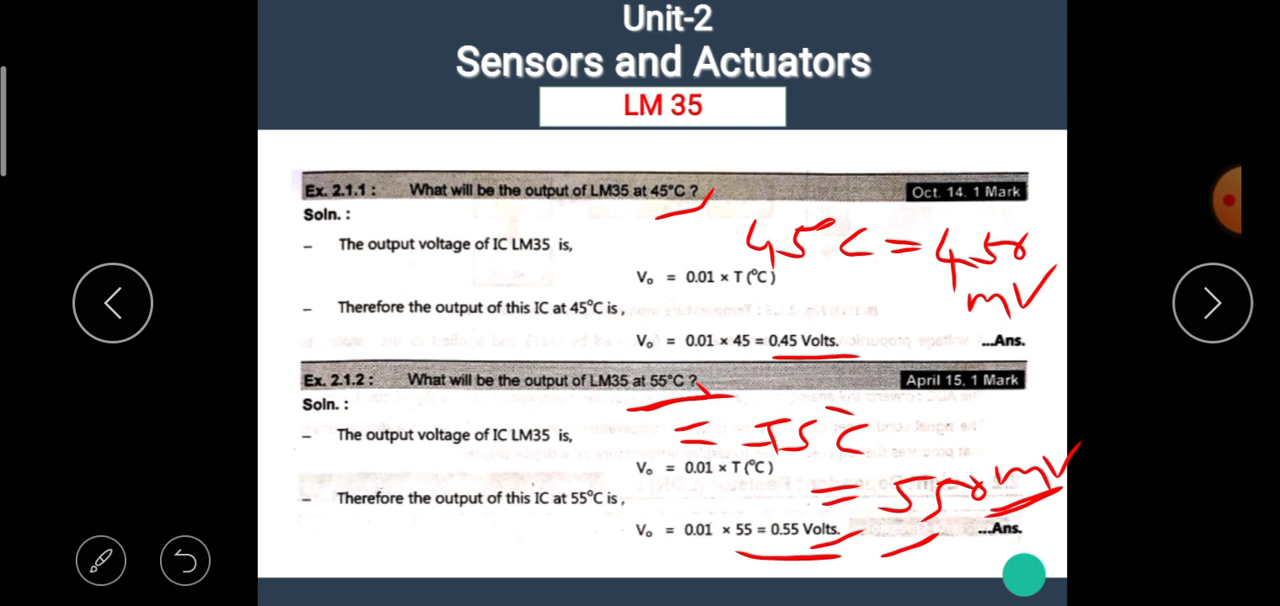 Unit-2
Sensors and Actuators
LM 35
Ex. 2.1.1 : What will be the output of LM35 at 45°C ? Oct. 14, 1 Mark
Soln. :
– The output voltage of IC LM35 is,
45°C = 450
mV
Vₒ = 0.01 × T (°C)
– Therefore the output of this IC at 45°C is,
Vₒ = 0.01 × 45 = 0.45 Volts. ...Ans.
Ex. 2.1.2 : What will be the output of LM35 at 55°C ? April 15, 1 Mark
Soln. :
– The output voltage of IC LM35 is,
= 55°C
Vₒ = 0.01 × T (°C)
= 550 mV
– Therefore the output of this IC at 55°C is,
Vₒ = 0.01 × 55 = 0.55 Volts. ...Ans.